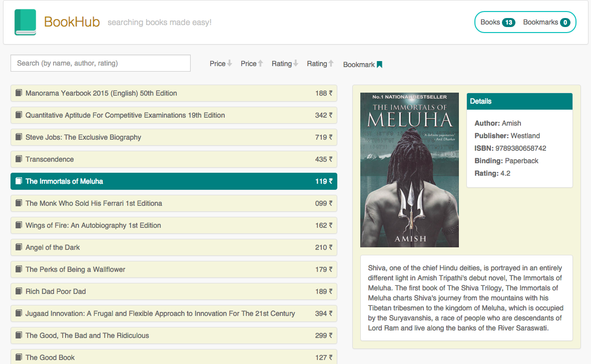 BookHub searching books made easy!
Books 13 Bookmarks 0
Search (by name, author, rating)
Price Price Rating Rating Bookmark
Manorama Yearbook 2015 (English) 50th Edition 188 ₹
Quantitative Aptitude For Competitive Examinations 19th Edition 342 ₹
Steve Jobs: The Exclusive Biography 719 ₹
Transcendence 435 ₹
The Immortals of Meluha 119 ₹
The Monk Who Sold His Ferrari 1st Editiona 099 ₹
Wings of Fire: An Autobiography 1st Edition 162 ₹
Angel of the Dark 210 ₹
The Perks of Being a Wallflower 179 ₹
Rich Dad Poor Dad 189 ₹
Jugaad Innovation: A Frugal and Flexible Approach to Innovation For The 21st Century 394 ₹
The Good, The Bad and The Ridiculous 299 ₹
The Good Book 127 ₹
No.1 NATIONAL BESTSELLER
THE IMMORTALS OF
MELUHA
AMISH
Details
Author: Amish
Publisher: Westland
ISBN: 9789380658742
Binding: Paperback
Rating: 4.2
Shiva, one of the chief Hindu deities, is portrayed in an entirely
different light in Amish Tripathi's debut novel, The Immortals of
Meluha. The first book of The Shiva Trilogy, The Immortals of
Meluha charts Shiva's journey from the mountains with his
Tibetan tribesmen to the kingdom of Meluha, which is occupied
by the Suryavanshis, a race of people who are descendants of
Lord Ram and live along the banks of the River Saraswati.